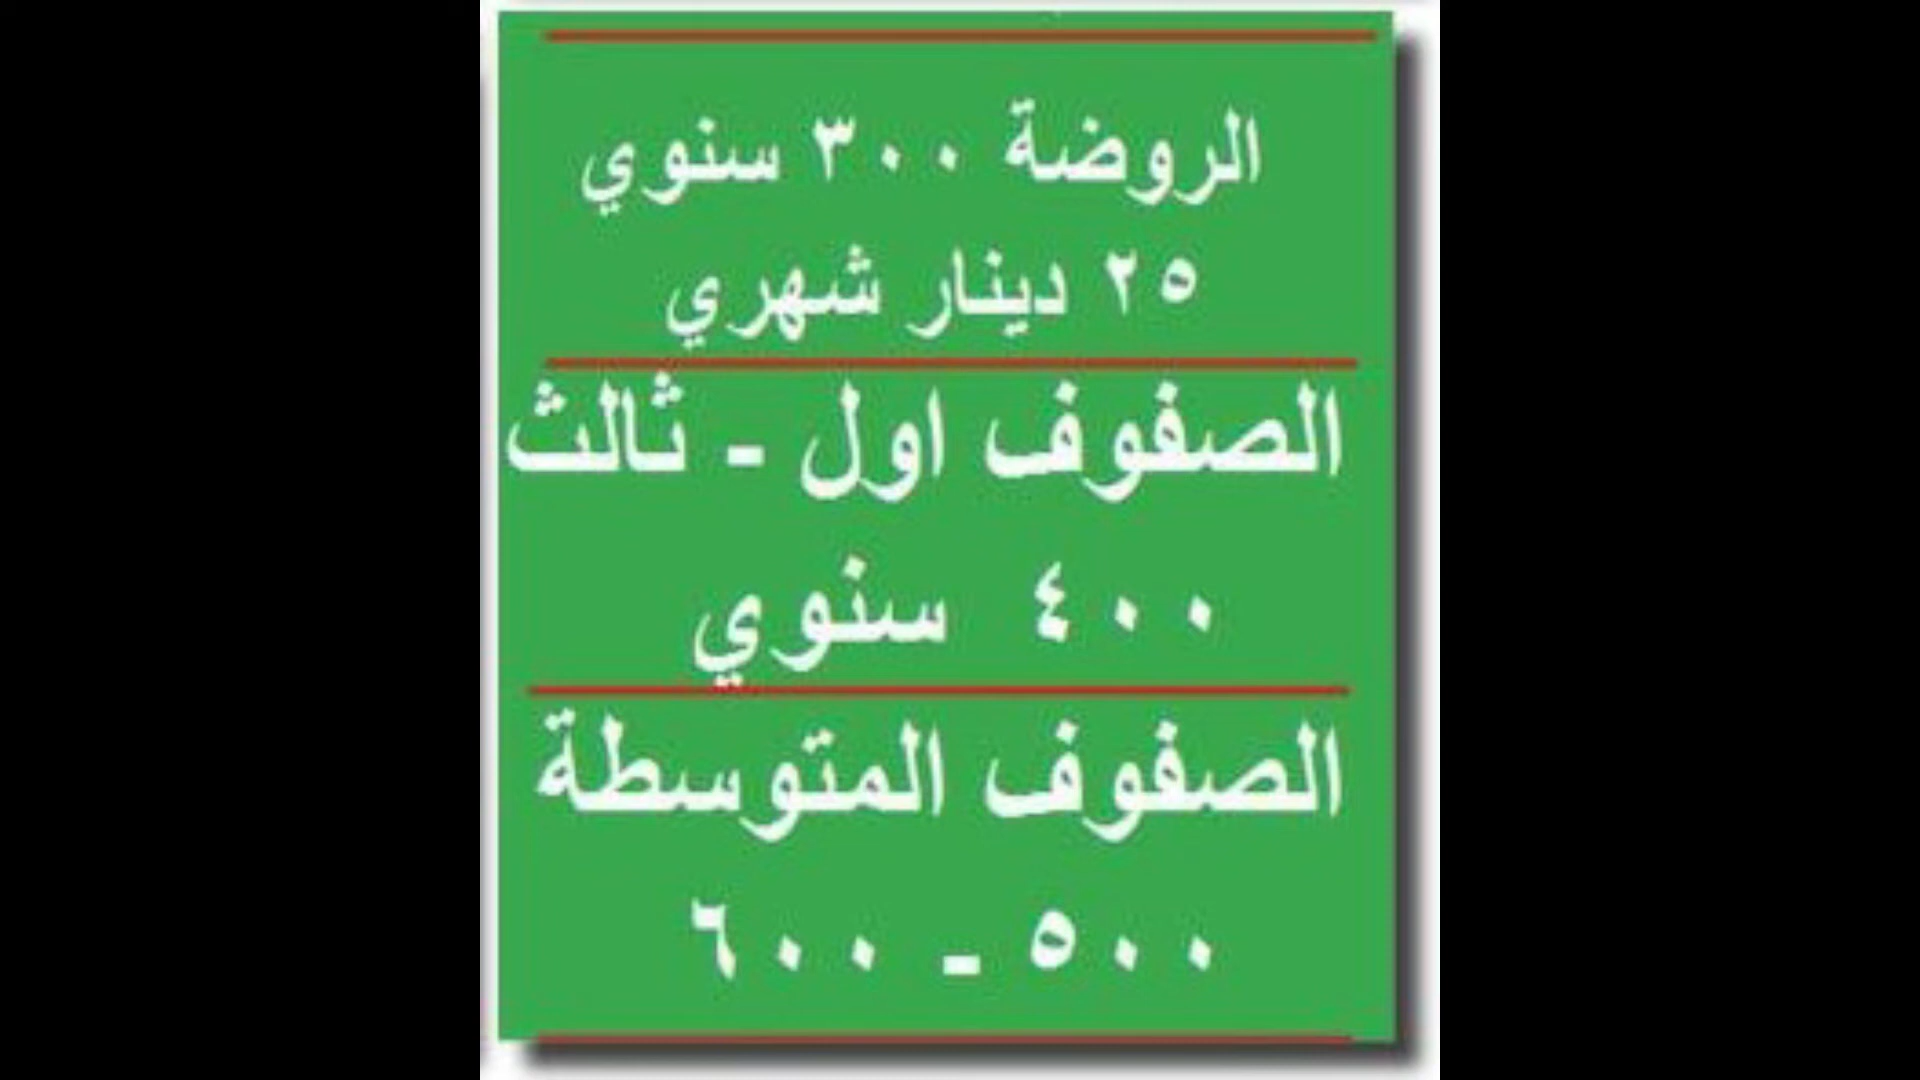 الروضة ٣٠٠ سنوي
٢٥ دينار شهري
الصفوف اول - ثالث
٤٠٠ سنوي
الصفوف المتوسطة
٥٠٠ - ٦٠٠